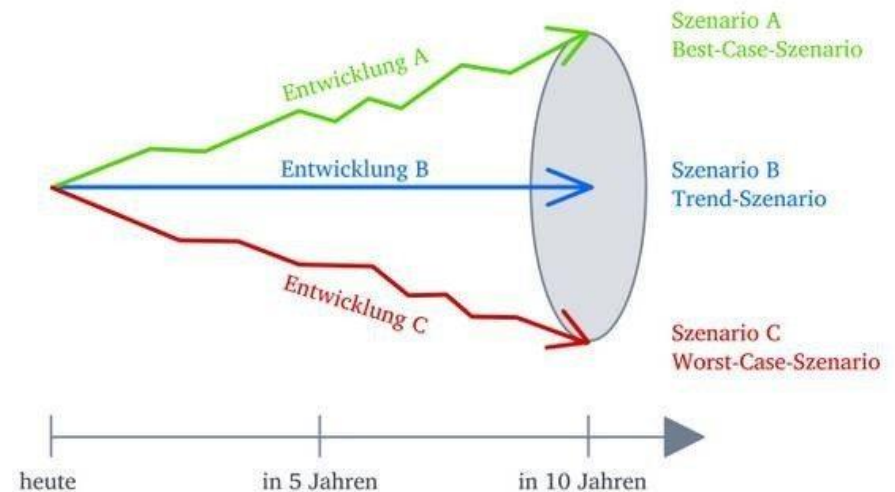 Szenario A
Best-Case-Szenario
Entwicklung A
Entwicklung B
Szenario B
Trend-Szenario
Entwicklung C
Szenario C
Worst-Case-Szenario
heute
in 5 Jahren
in 10 Jahren